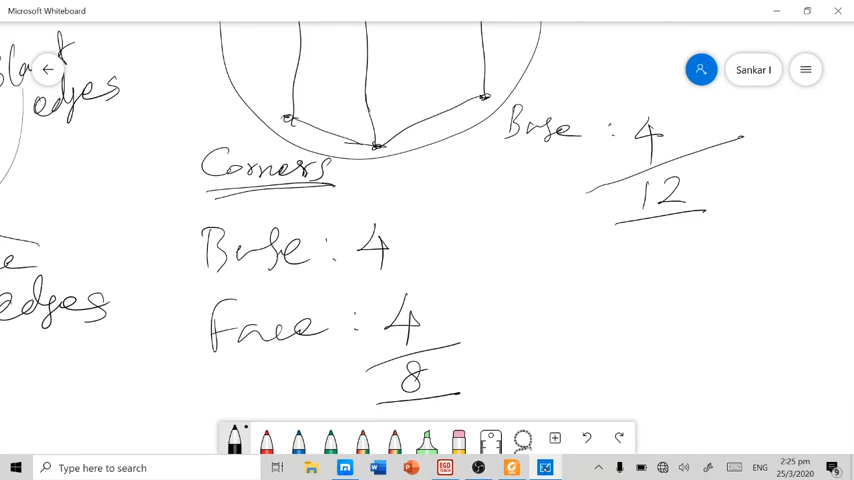 Microsoft Whiteboard
Sankar I
edges
Base : 4
12
Corners
Base : 4
edges
Face : 4
8
Type here to search
ENG
2:25 pm
25/3/2020